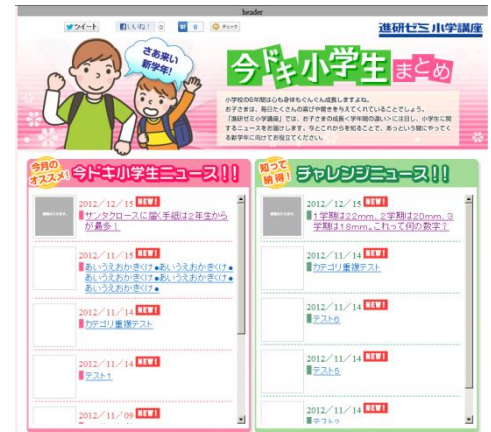 header
ツイート
いいね! 0
B! 0
チェック
進研ゼミ小学講座
さあ来い
新学年!
今ドキ小学生まとめ
小学校の6年間は心も身体もぐんぐん成長しますよね。
お子さまは、毎日たくさんの喜びや驚きを与えてくれていることでしょう。
「進研ゼミ小学講座」では、お子さまの成長<学年間の違い>に注目し、小学生に関
するニュースをお届けします。今とこれからを知ることで、あっという間にやってく
る新学年に向けてお役立てください。
今月の
オススメ!
今ドキ小学生ニュース!!
2012/12/15 NEW!
サンタクロースに届く手紙は2年生から
が最多!
2012/11/15 NEW!
あいうえおかきくけ●あいうえおかきくけ●
あいうえおかきくけ●あいうえおかきくけ●
あいうえおかきくけ●
2012/11/14 NEW!
カテゴリ重複テスト
2012/11/14 NEW!
テスト1
2012/11/09 NEW!
知って
納得!
チャレンジニュース!!
2012/12/15 NEW!
1学期は22mm、2学期は20mm、3
学期は18mm。これって何の数字?
2012/11/14 NEW!
カテゴリ重複テスト
2012/11/14 NEW!
テスト6
2012/11/14 NEW!
テスト5
2012/11/14 NEW!